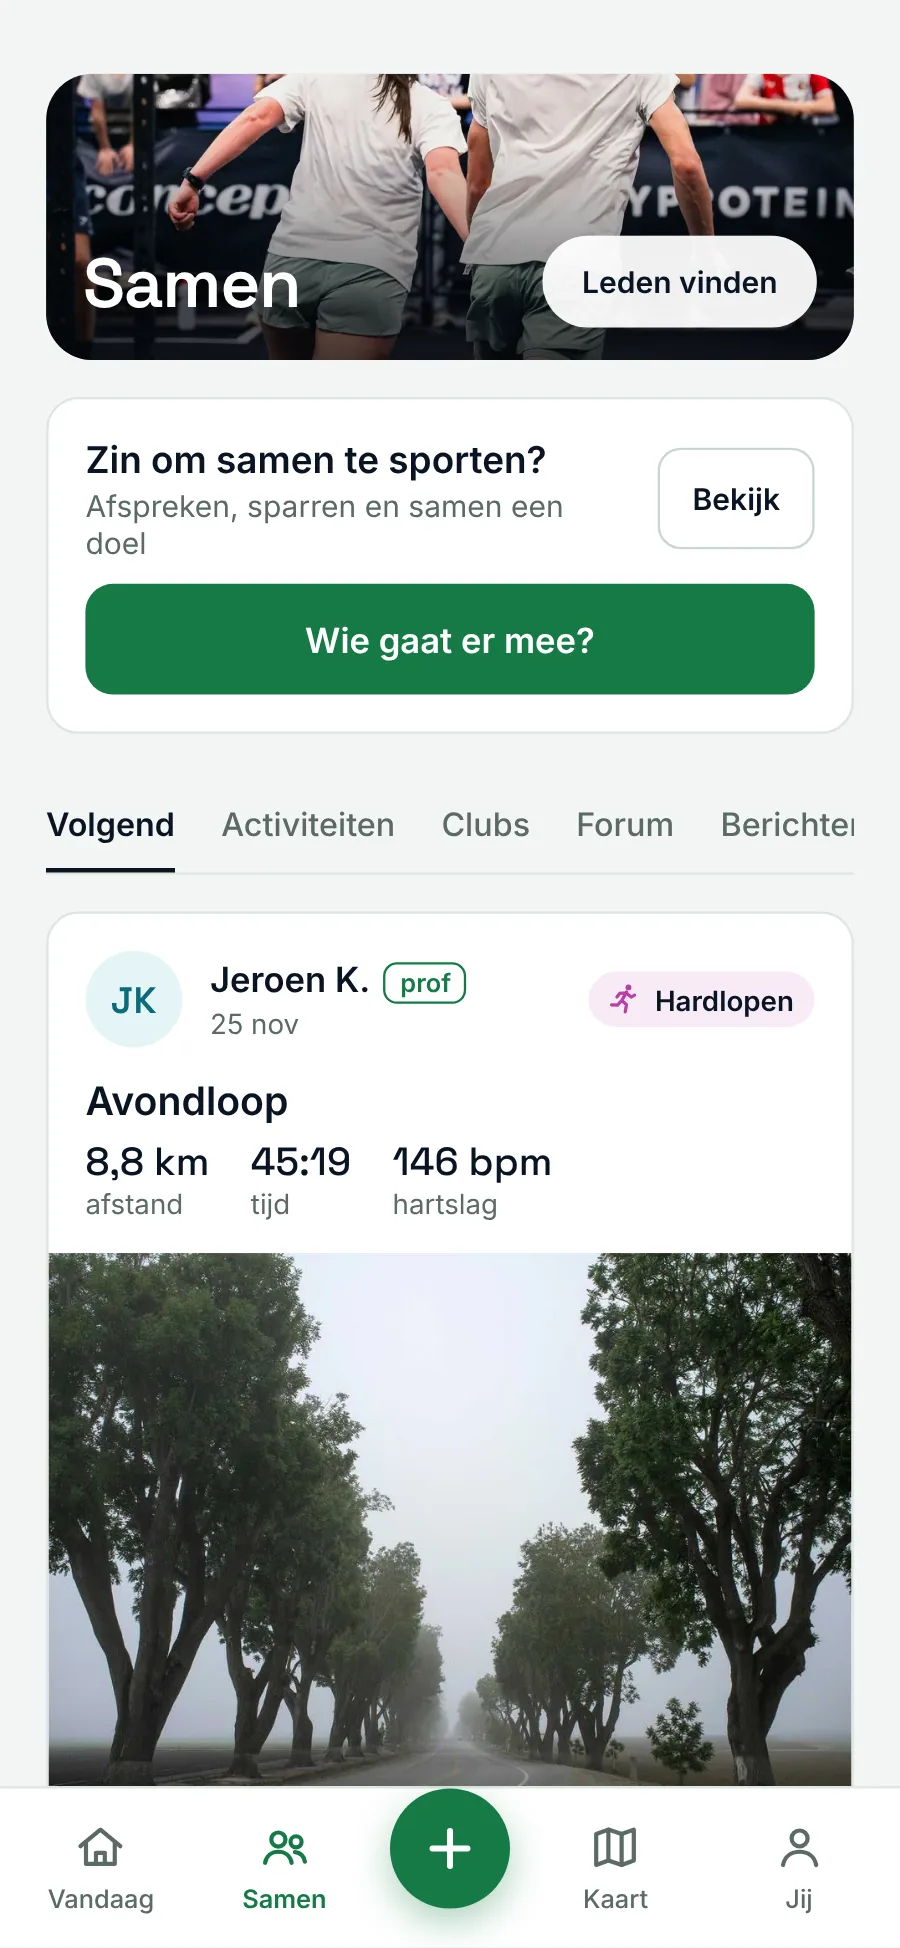 concep
YPROTEIN
Samen
Leden vinden
Zin om samen te sporten?
Afspreken, sparren en samen een
doel
Bekijk
Wie gaat er mee?
Volgend
Activiteiten
Clubs
Forum
Berichten
JK
Jeroen K.
prof
25 nov
Hardlopen
Avondloop
8,8 km
45:19
146 bpm
afstand
tijd
hartslag
Vandaag
Samen
Kaart
Jij